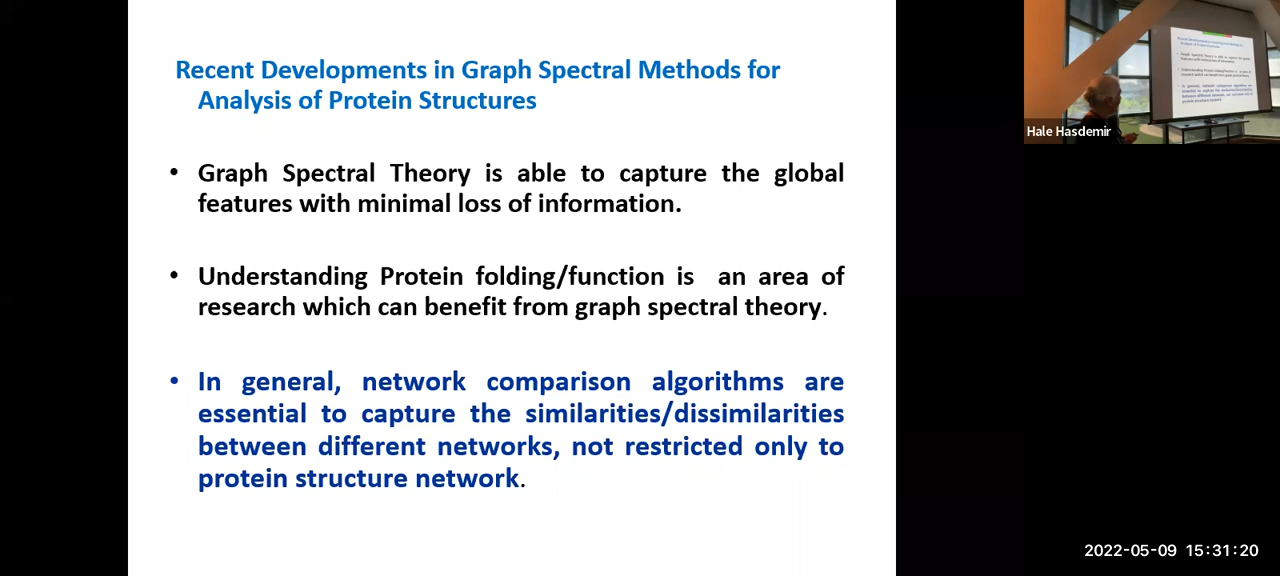 Recent Developments in Graph Spectral Methods for
Analysis of Protein Structures
• Graph Spectral Theory is able to capture the global
features with minimal loss of information.
• Understanding Protein folding/function is an area of
research which can benefit from graph spectral theory.
• In general, network comparison algorithms are
essential to capture the similarities/dissimilarities
between different networks, not restricted only to
protein structure network.
Hale Hasdemir
2022-05-09 15:31:20